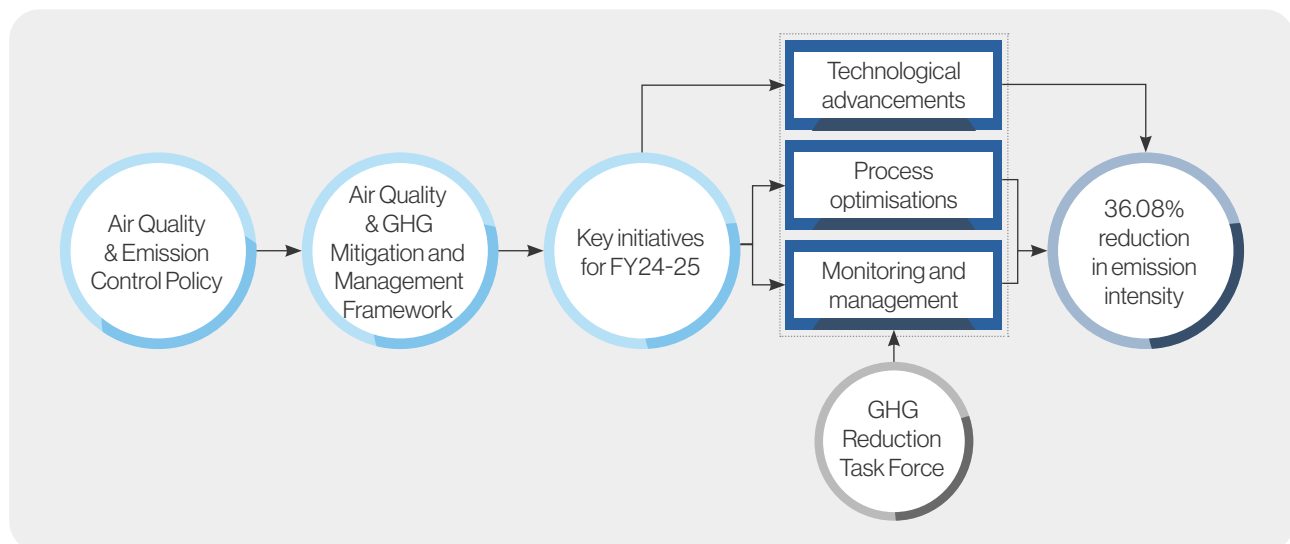 Air Quality
& Emission
Control Policy
Air Quality
& GHG
Mitigation and
Management
Framework
Key initiatives
for FY24-25
Technological
advancements
Process
optimisations
Monitoring and
management
GHG
Reduction
Task Force
36.08%
reduction
in emission
intensity